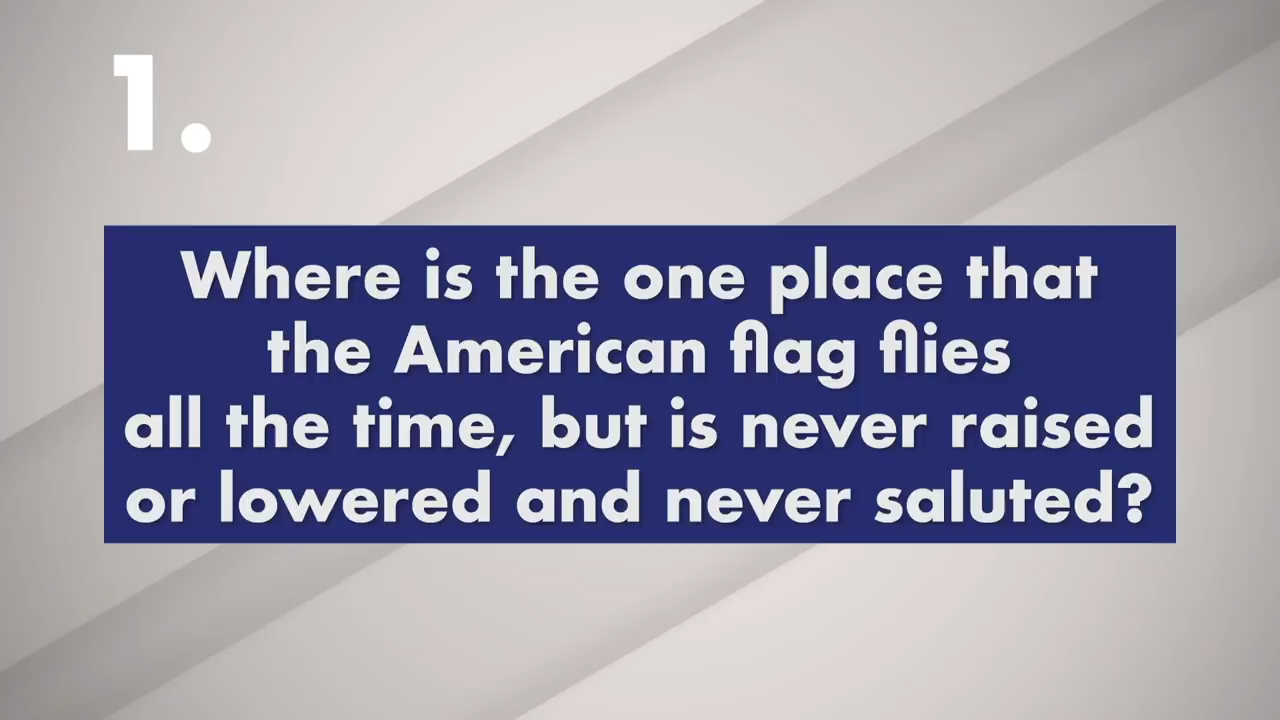 1.
Where is the one place that
the American flag flies
all the time, but is never raised
or lowered and never saluted?